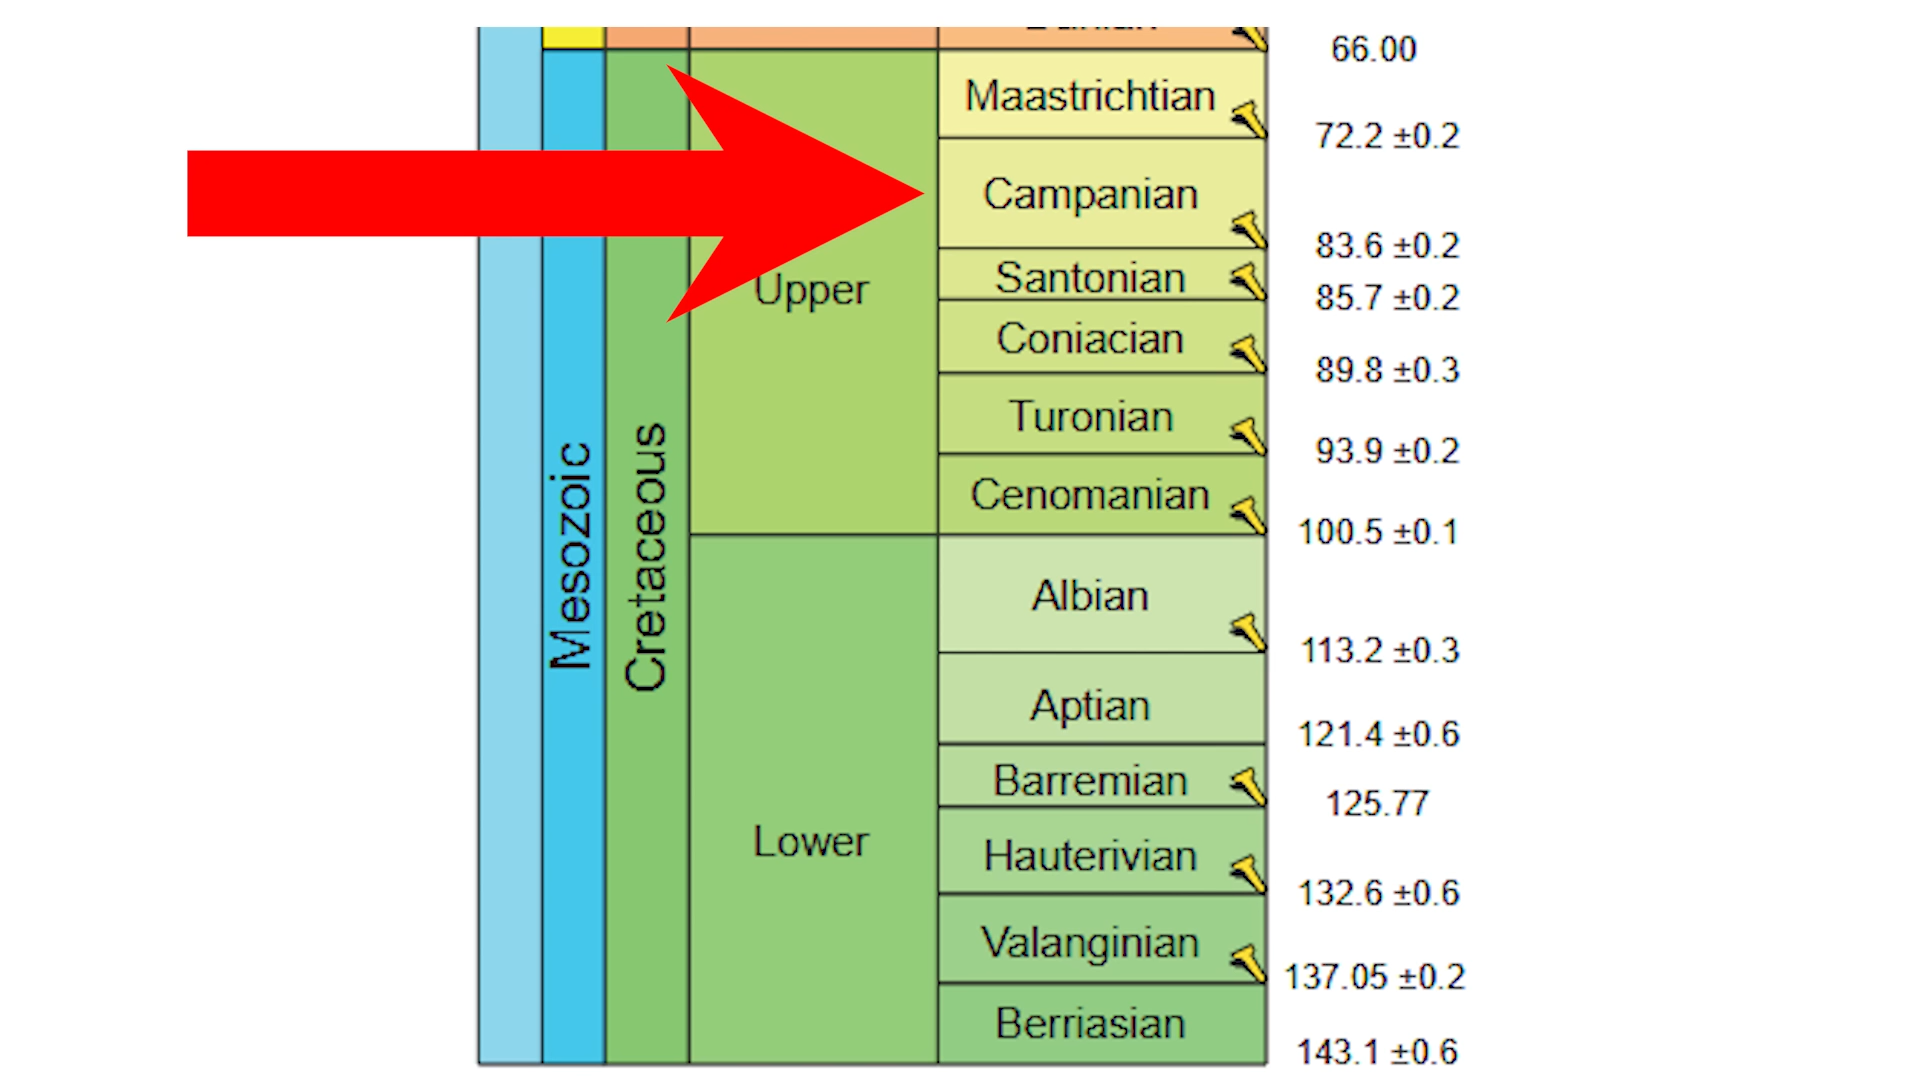 66.00
Maastrichtian
72.2 ±0.2
Campanian
83.6 ±0.2
Santonian
85.7 ±0.2
Upper
Coniacian
89.8 ±0.3
Turonian
93.9 ±0.2
Cenomanian
100.5 ±0.1
Mesozoic
Cretaceous
Albian
113.2 ±0.3
Aptian
121.4 ±0.6
Barremian
125.77
Lower
Hauterivian
132.6 ±0.6
Valanginian
137.05 ±0.2
Berriasian
143.1 ±0.6